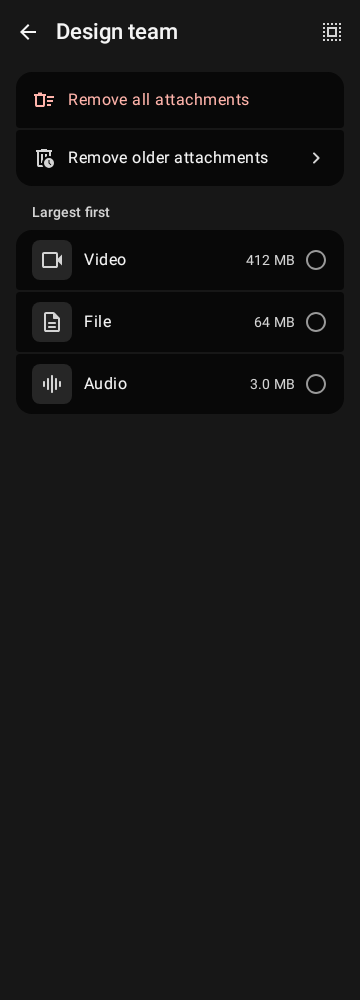 Design team
Remove all attachments
Remove older attachments
Largest first
Video 412 MB
File 64 MB
Audio 3.0 MB